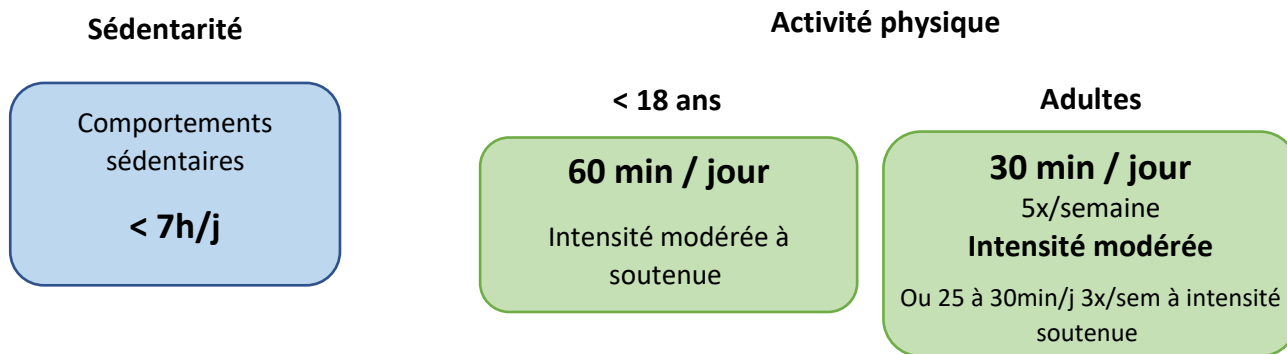 Sédentarité
Comportements
sédentaires
< 7h/j
Activité physique
< 18 ans
60 min / jour
Intensité modérée à
soutenue
Adultes
30 min / jour
5x/semaine
Intensité modérée
Ou 25 à 30min/j 3x/sem à intensité
soutenue